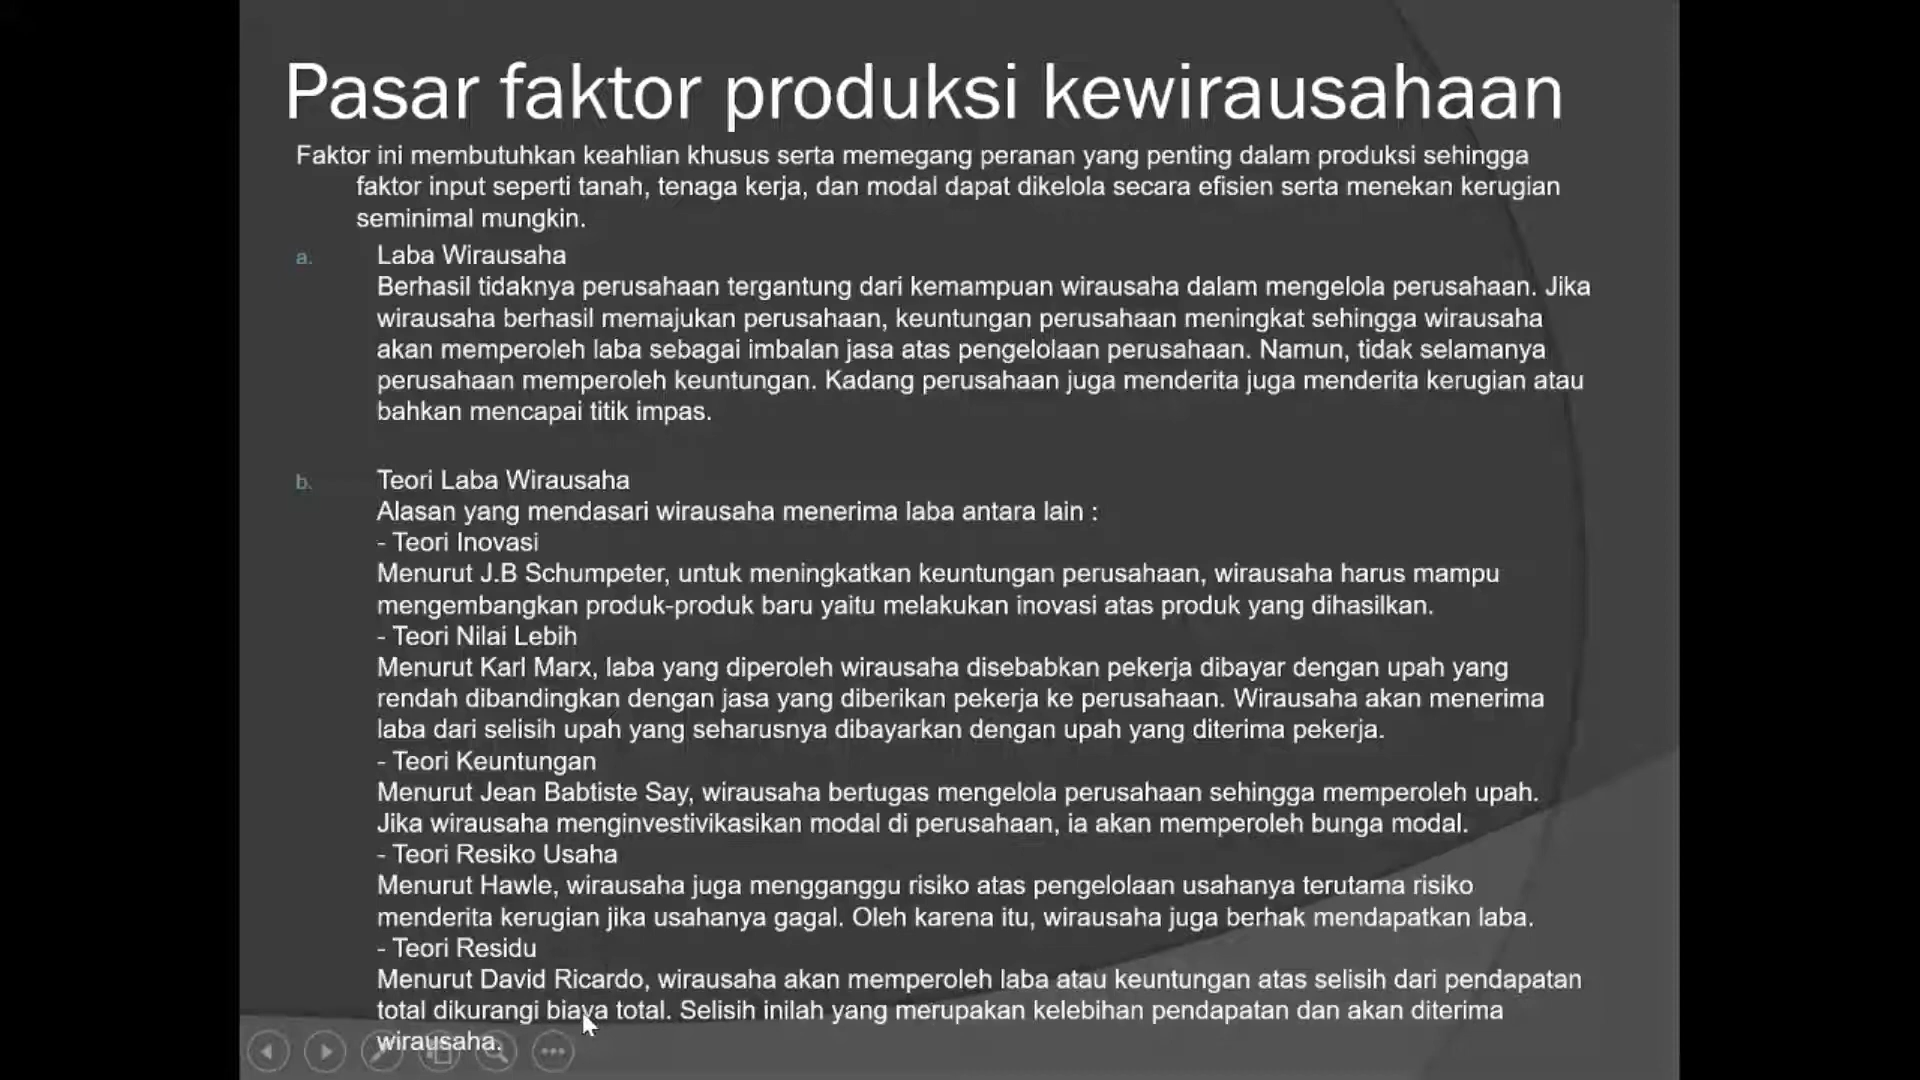 Pasar faktor produksi kewirausahaan
Faktor ini membutuhkan keahlian khusus serta memegang peranan yang penting dalam produksi sehingga
faktor input seperti tanah, tenaga kerja, dan modal dapat dikelola secara efisien serta menekan kerugian
seminimal mungkin.
a. Laba Wirausaha
Berhasil tidaknya perusahaan tergantung dari kemampuan wirausaha dalam mengelola perusahaan. Jika
wirausaha berhasil memajukan perusahaan, keuntungan perusahaan meningkat sehingga wirausaha
akan memperoleh laba sebagai imbalan jasa atas pengelolaan perusahaan. Namun, tidak selamanya
perusahaan memperoleh keuntungan. Kadang perusahaan juga menderita juga menderita kerugian atau
bahkan mencapai titik impas.
b. Teori Laba Wirausaha
Alasan yang mendasari wirausaha menerima laba antara lain :
- Teori Inovasi
Menurut J.B Schumpeter, untuk meningkatkan keuntungan perusahaan, wirausaha harus mampu
mengembangkan produk-produk baru yaitu melakukan inovasi atas produk yang dihasilkan.
- Teori Nilai Lebih
Menurut Karl Marx, laba yang diperoleh wirausaha disebabkan pekerja dibayar dengan upah yang
rendah dibandingkan dengan jasa yang diberikan pekerja ke perusahaan. Wirausaha akan menerima
laba dari selisih upah yang seharusnya dibayarkan dengan upah yang diterima pekerja.
- Teori Keuntungan
Menurut Jean Babtiste Say, wirausaha bertugas mengelola perusahaan sehingga memperoleh upah.
Jika wirausaha menginvestivikasikan modal di perusahaan, ia akan memperoleh bunga modal.
- Teori Resiko Usaha
Menurut Hawle, wirausaha juga mengganggu risiko atas pengelolaan usahanya terutama risiko
menderita kerugian jika usahanya gagal. Oleh karena itu, wirausaha juga berhak mendapatkan laba.
- Teori Residu
Menurut David Ricardo, wirausaha akan memperoleh laba atau keuntungan atas selisih dari pendapatan
total dikurangi biaya total. Selisih inilah yang merupakan kelebihan pendapatan dan akan diterima
wirausaha.